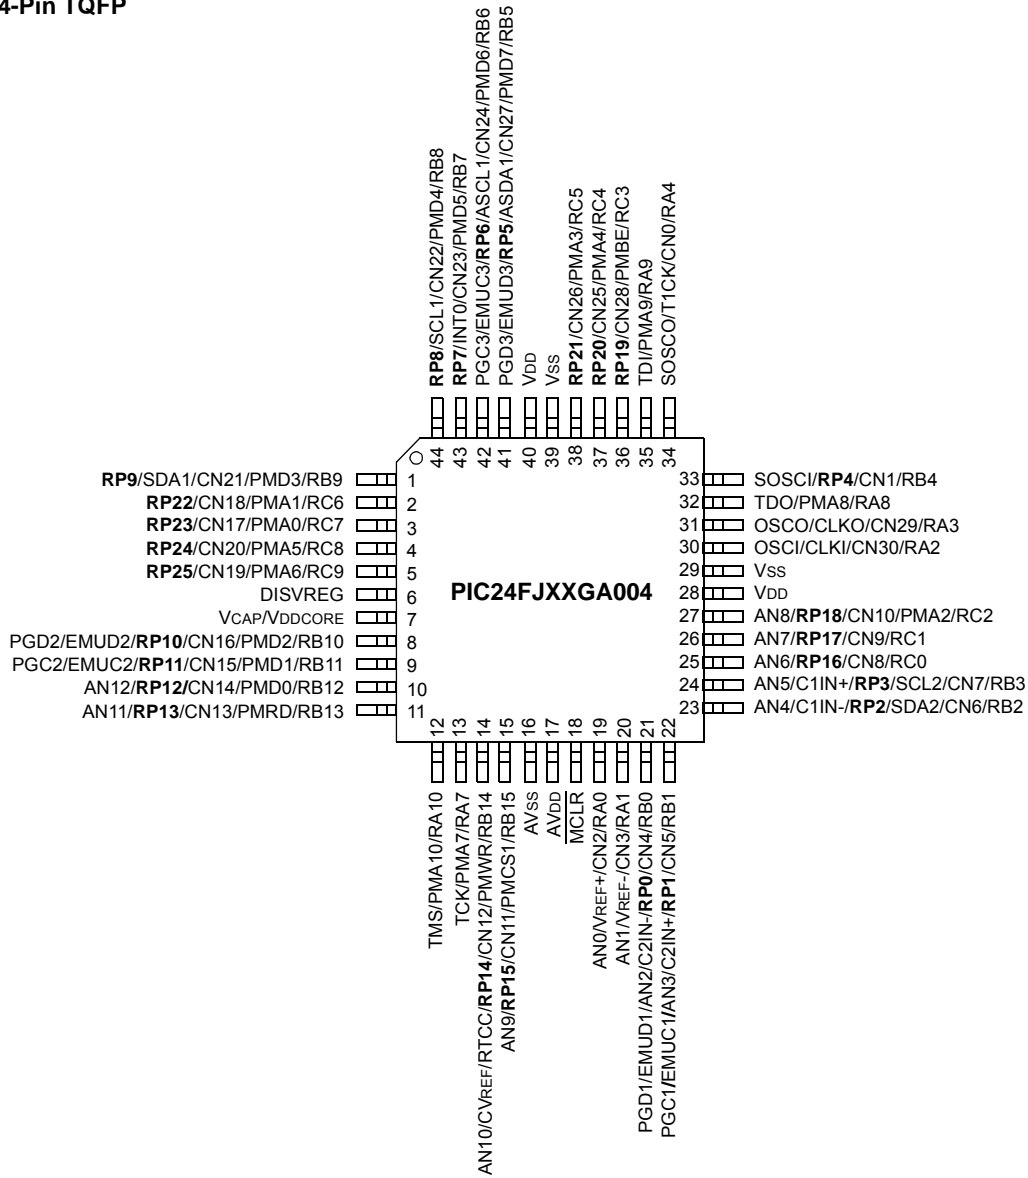 4-Pin TQFP
RP8/SCL1/CN22/PMD4/RB8
RP7/INT0/CN23/PMD5/RB7
PGC3/EMUC3/RP6/ASCL1/CN24/PMD6/RB6
PGD3/EMUD3/RP5/ASDA1/CN27/PMD7/RB5
VDD
VSS
RP21/CN26/PMA3/RC5
RP20/CN25/PMA4/RC4
RP19/CN28/PMBE/RC3
TDI/PMA9/RA9
SOSCO/T1CK/CN0/RA4
44
43
42
41
40
39
38
37
36
35
34
RP9/SDA1/CN21/PMD3/RB9 1
RP22/CN18/PMA1/RC6 2
RP23/CN17/PMA0/RC7 3
RP24/CN20/PMA5/RC8 4
RP25/CN19/PMA6/RC9 5
DISVREG 6
VCAP/VDDCORE 7
PGD2/EMUD2/RP10/CN16/PMD2/RB10 8
PGC2/EMUC2/RP11/CN15/PMD1/RB11 9
AN12/RP12/CN14/PMD0/RB12 10
AN11/RP13/CN13/PMRD/RB13 11
PIC24FJXXGA004
33 SOSCI/RP4/CN1/RB4
32 TDO/PMA8/RA8
31 OSCO/CLKO/CN29/RA3
30 OSCI/CLKI/CN30/RA2
29 VSS
28 VDD
27 AN8/RP18/CN10/PMA2/RC2
26 AN7/RP17/CN9/RC1
25 AN6/RP16/CN8/RC0
24 AN5/C1IN+/RP3/SCL2/CN7/RB3
23 AN4/C1IN-/RP2/SDA2/CN6/RB2
12
13
14
15
16
17
18
19
20
21
22
TMS/PMA10/RA10
TCK/PMA7/RA7
AN10/CVREF/RTCC/RP14/CN12/PMWR/RB14
AN9/RP15/CN11/PMCS1/RB15
AVSS
AVDD
MCLR
AN0/VREF+/CN2/RA0
AN1/VREF-/CN3/RA1
PGD1/EMUD1/AN2/C2IN-/RP0/CN4/RB0
PGC1/EMUC1/AN3/C2IN+/RP1/CN5/RB1